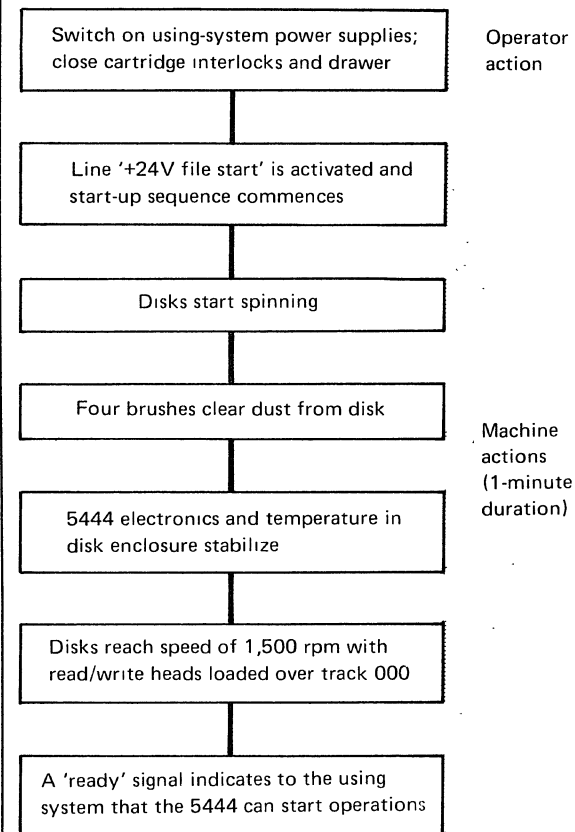 Switch on using-system power supplies;
close cartridge interlocks and drawer
Operator
action
Line '+24V file start' is activated and
start-up sequence commences
Disks start spinning
Four brushes clear dust from disk
Machine
actions
(1-minute
duration)
5444 electronics and temperature in
disk enclosure stabilize
Disks reach speed of 1,500 rpm with
read/write heads loaded over track 000
A 'ready' signal indicates to the using
system that the 5444 can start operations